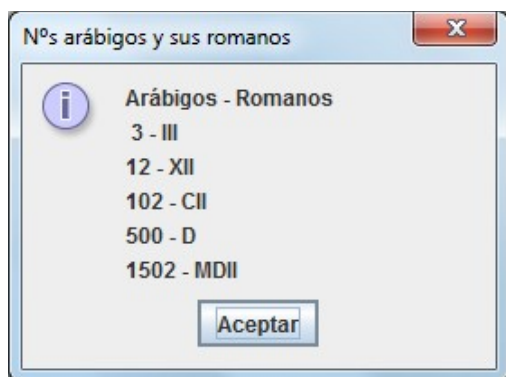 Nºs arábigos y sus romanos
Arábigos - Romanos
3 - III
12 - XII
102 - CII
500 - D
1502 - MDII
Aceptar